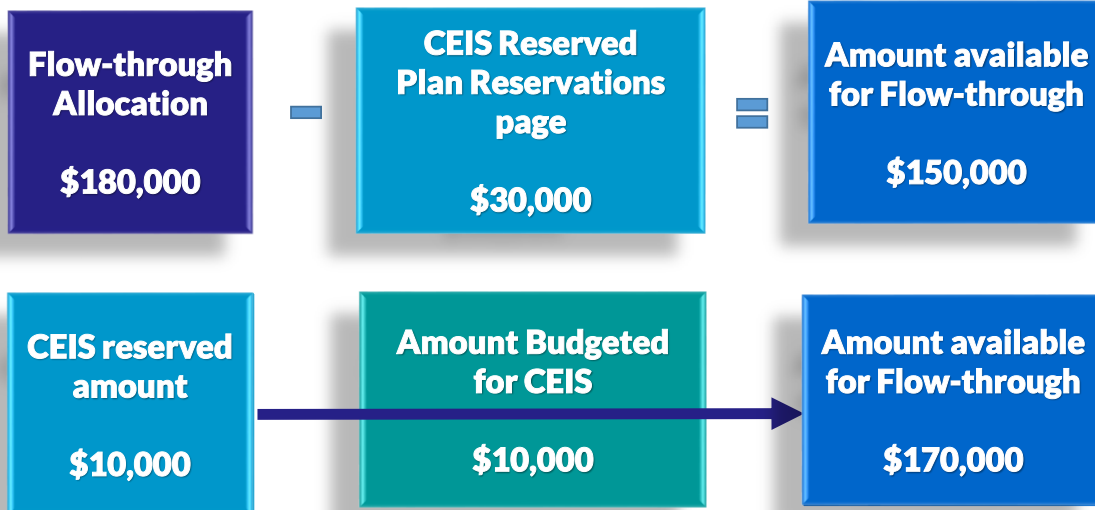 Flow-through
Allocation
$180,000
CEIS Reserved
Plan Reservations
page
$30,000
Amount available
for Flow-through
$150,000
CEIS reserved
amount
$10,000
Amount Budgeted
for CEIS
$10,000
Amount available
for Flow-through
$170,000